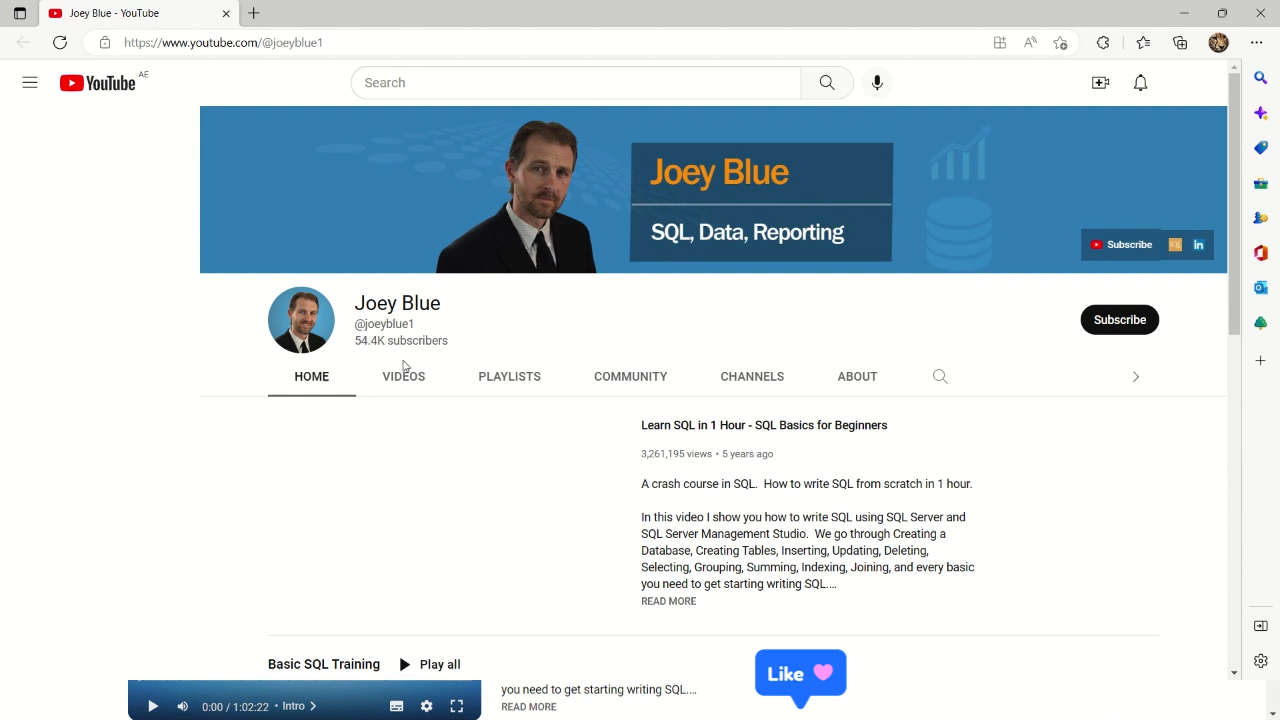 Joey Blue - YouTube
https://www.youtube.com/@joeyblue1
YouTube AE
Search
Joey Blue
SQL, Data, Reporting
Subscribe
SQL
in
Joey Blue
@joeyblue1
54.4K subscribers
Subscribe
HOME VIDEOS PLAYLISTS COMMUNITY CHANNELS ABOUT
Learn SQL in 1 Hour - SQL Basics for Beginners
3,261,195 views • 5 years ago
A crash course in SQL. How to write SQL from scratch in 1 hour.
In this video I show you how to write SQL using SQL Server and
SQL Server Management Studio. We go through Creating a
Database, Creating Tables, Inserting, Updating, Deleting,
Selecting, Grouping, Summing, Indexing, Joining, and every basic
you need to get starting writing SQL....
READ MORE
Basic SQL Training Play all
Like
you need to get starting writing SQL....
0:00 / 1:02:22 • Intro
READ MORE